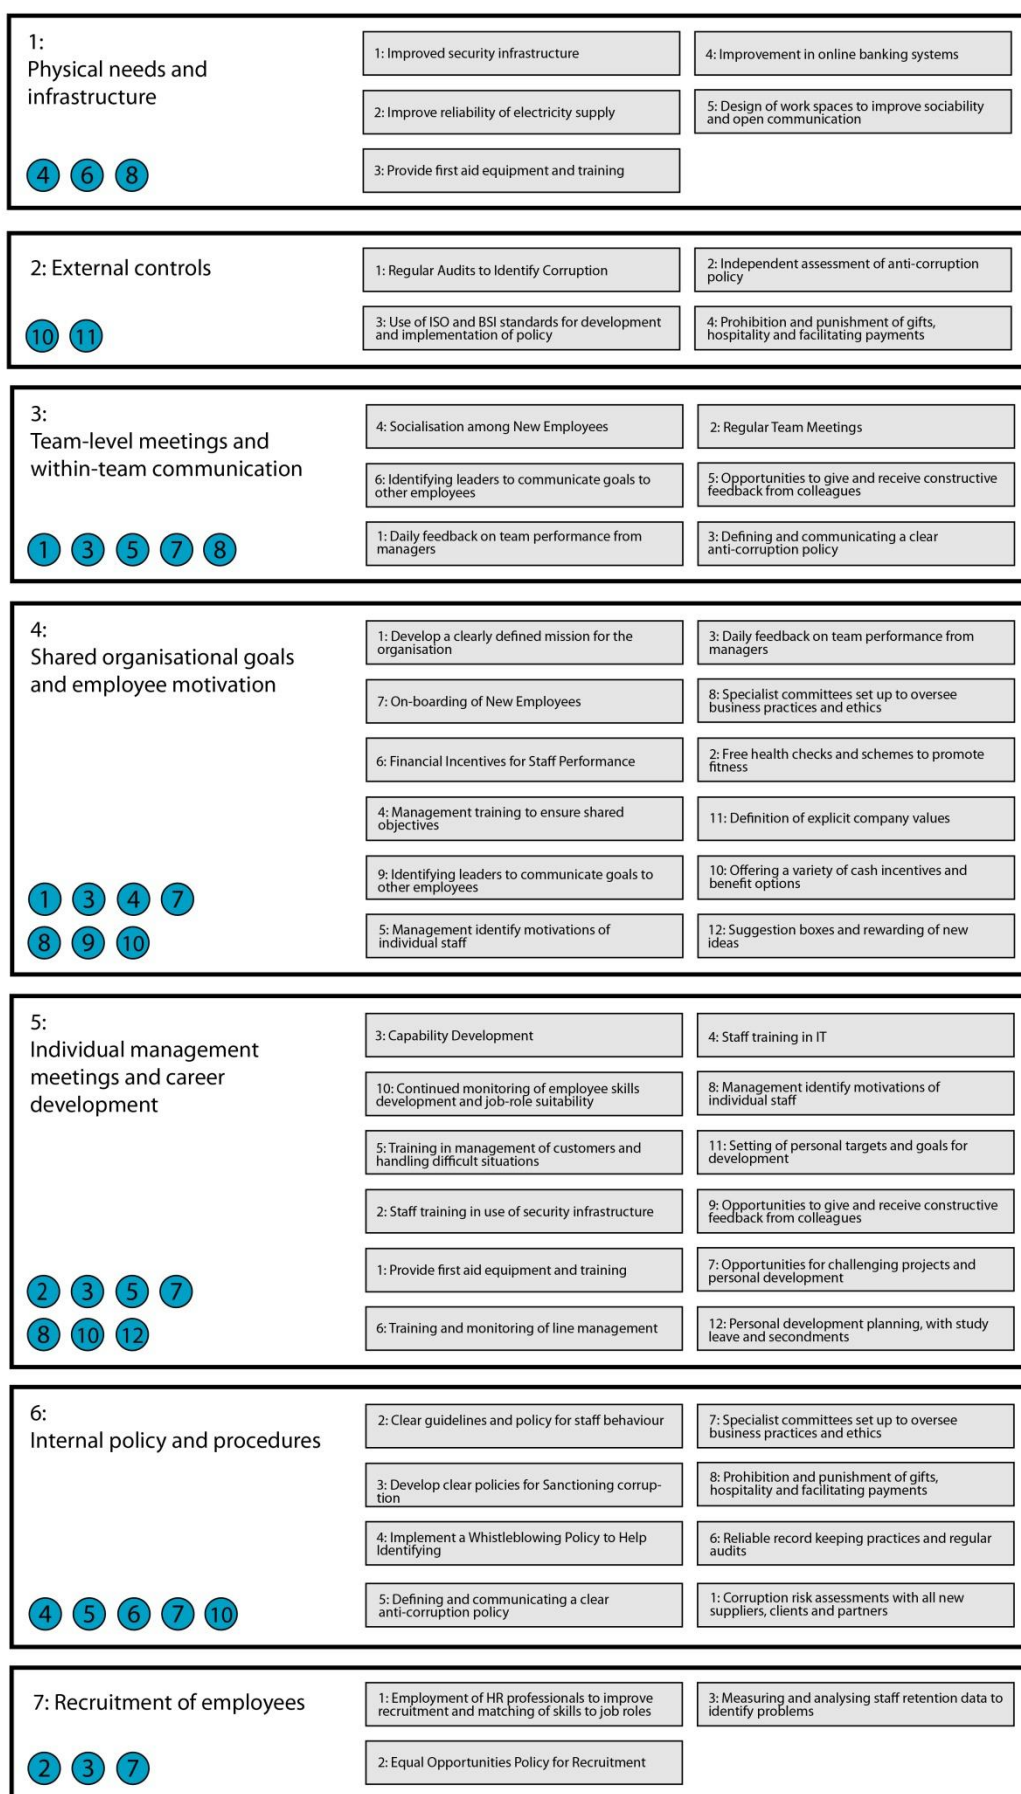 1:
Physical needs and
infrastructure
4 6 8
1: Improved security infrastructure
4: Improvement in online banking systems
2: Improve reliability of electricity supply
5: Design of work spaces to improve sociability
and open communication
3: Provide first aid equipment and training
2: External controls
10 11
1: Regular Audits to Identify Corruption
2: Independent assessment of anti-corruption
policy
3: Use of ISO and BSI standards for development
and implementation of policy
4: Prohibition and punishment of gifts,
hospitality and facilitating payments
3:
Team-level meetings and
within-team communication
1 3 5 7 8
4: Socialisation among New Employees
2: Regular Team Meetings
6: Identifying leaders to communicate goals to
other employees
5: Opportunities to give and receive constructive
feedback from colleagues
1: Daily feedback on team performance from
managers
3: Defining and communicating a clear
anti-corruption policy
4:
Shared organisational goals
and employee motivation
1 3 4 7
8 9 10
1: Develop a clearly defined mission for the
organisation
3: Daily feedback on team performance from
managers
7: On-boarding of New Employees
8: Specialist committees set up to oversee
business practices and ethics
6: Financial Incentives for Staff Performance
2: Free health checks and schemes to promote
fitness
4: Management training to ensure shared
objectives
11: Definition of explicit company values
9: Identifying leaders to communicate goals to
other employees
10: Offering a variety of cash incentives and
benefit options
5: Management identify motivations of
individual staff
12: Suggestion boxes and rewarding of new
ideas
5:
Individual management
meetings and career
development
2 3 5 7
8 10 12
3: Capability Development
4: Staff training in IT
10: Continued monitoring of employee skills
development and job-role suitability
8: Management identify motivations of
individual staff
5: Training in management of customers and
handling difficult situations
11: Setting of personal targets and goals for
development
2: Staff training in use of security infrastructure
9: Opportunities to give and receive constructive
feedback from colleagues
1: Provide first aid equipment and training
7: Opportunities for challenging projects and
personal development
6: Training and monitoring of line management
12: Personal development planning, with study
leave and secondments
6:
Internal policy and procedures
4 5 6 7 10
2: Clear guidelines and policy for staff behaviour
7: Specialist committees set up to oversee
business practices and ethics
3: Develop clear policies for Sanctioning corrup-
tion
8: Prohibition and punishment of gifts,
hospitality and facilitating payments
4: Implement a Whistleblowing Policy to Help
Identifying
6: Reliable record keeping practices and regular
audits
5: Defining and communicating a clear
anti-corruption policy
1: Corruption risk assessments with all new
suppliers, clients and partners
7: Recruitment of employees
2 3 7
1: Employment of HR professionals to improve
recruitment and matching of skills to job roles
3: Measuring and analysing staff retention data to
identify problems
2: Equal Opportunities Policy for Recruitment